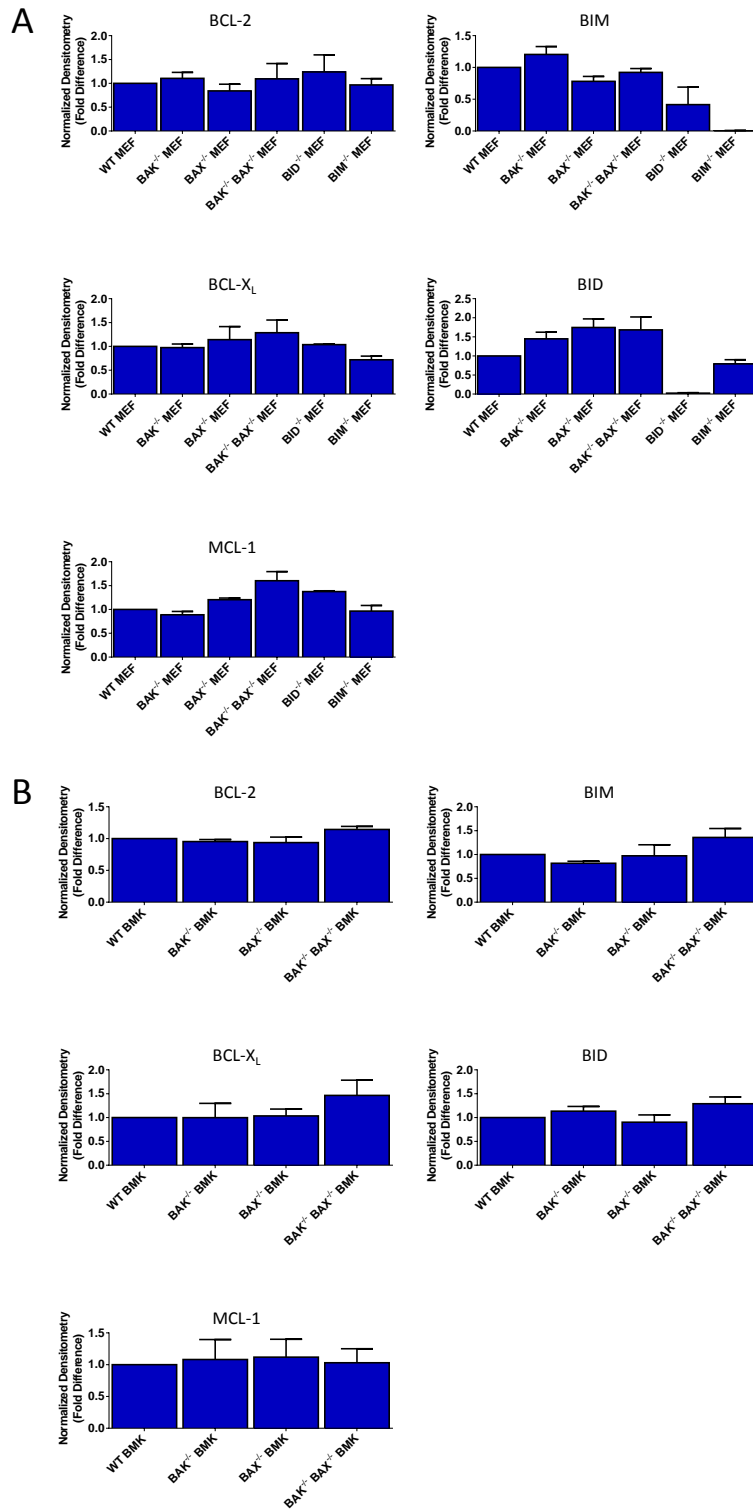 A
BCL-2
Normalized Densitometry
(Fold Difference)
2.0
1.5
1.0
0.5
0.0
WT MEF
BAK-/- MEF
BAX-/- MEF
BAK-/- BAX-/- MEF
BID-/- MEF
BIM-/- MEF
BIM
Normalized Densitometry
(Fold Difference)
1.5
1.0
0.5
0.0
WT MEF
BAK-/- MEF
BAX-/- MEF
BAK-/- BAX-/- MEF
BID-/- MEF
BIM-/- MEF
BCL-XL
Normalized Densitometry
(Fold Difference)
2.0
1.5
1.0
0.5
0.0
WT MEF
BAK-/- MEF
BAX-/- MEF
BAK-/- BAX-/- MEF
BID-/- MEF
BIM-/- MEF
BID
Normalized Densitometry
(Fold Difference)
2.5
2.0
1.5
1.0
0.5
0.0
WT MEF
BAK-/- MEF
BAX-/- MEF
BAK-/- BAX-/- MEF
BID-/- MEF
BIM-/- MEF
MCL-1
Normalized Densitometry
(Fold Difference)
2.0
1.5
1.0
0.5
0.0
WT MEF
BAK-/- MEF
BAX-/- MEF
BAK-/- BAX-/- MEF
BID-/- MEF
BIM-/- MEF
B
BCL-2
Normalized Densitometry
(Fold Difference)
1.5
1.0
0.5
0.0
WT BMK
BAK-/- BMK
BAX-/- BMK
BAK-/- BAX-/- BMK
BIM
Normalized Densitometry
(Fold Difference)
2.0
1.5
1.0
0.5
0.0
WT BMK
BAK-/- BMK
BAX-/- BMK
BAK-/- BAX-/- BMK
BCL-XL
Normalized Densitometry
(Fold Difference)
2.0
1.5
1.0
0.5
0.0
WT BMK
BAK-/- BMK
BAX-/- BMK
BAK-/- BAX-/- BMK
BID
Normalized Densitometry
(Fold Difference)
2.0
1.5
1.0
0.5
0.0
WT BMK
BAK-/- BMK
BAX-/- BMK
BAK-/- BAX-/- BMK
MCL-1
Normalized Densitometry
(Fold Difference)
1.5
1.0
0.5
0.0
WT BMK
BAK-/- BMK
BAX-/- BMK
BAK-/- BAX-/- BMK